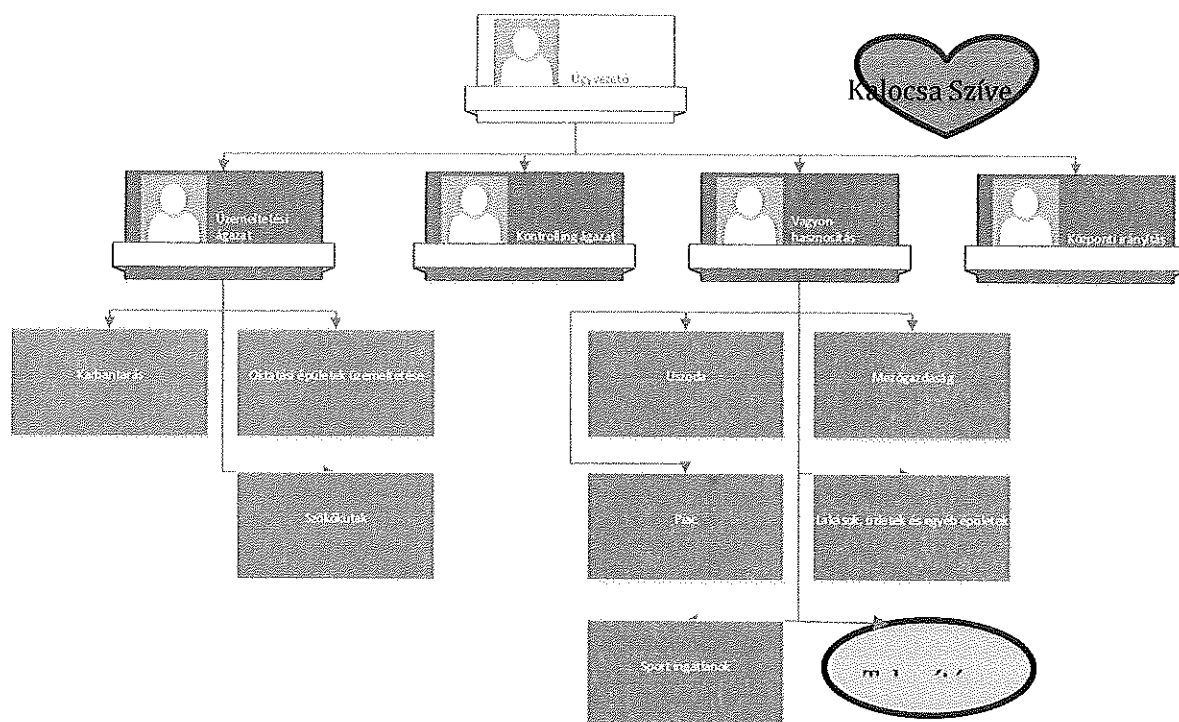 Ügyvezető
Kalocsa Szíve
Üzemeltetési
ágazat
Kontrolling ágazat
Vagyon
hasznosítás
Központi irányítás
Karbantarás
Oktatási épületek üzemeltetése
Uszoda
Mezőgazdaság
Szökőkutak
Piac
Lakások, üzletek és egyéb épületek
Sport ingatlanok